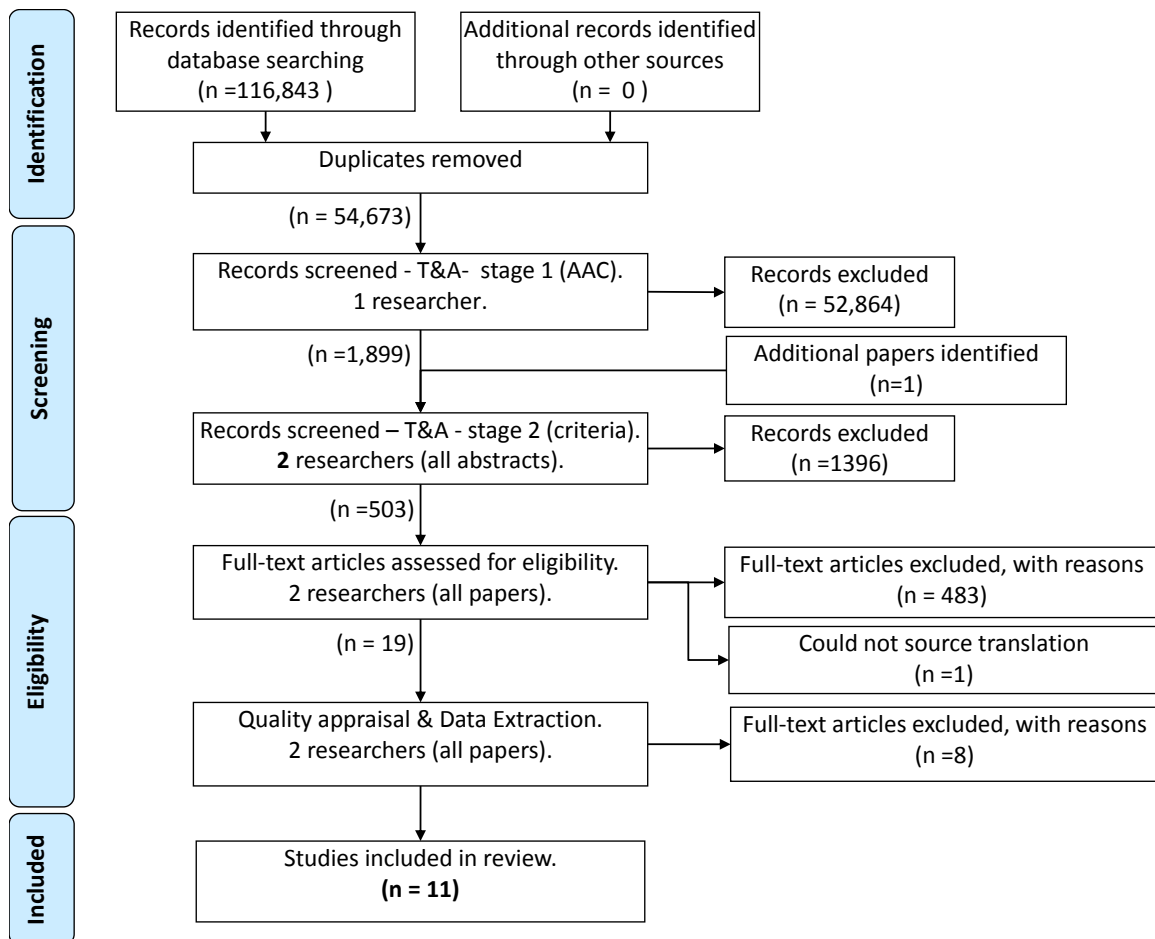 Identification
Records identified through
database searching
(n =116,843 )
Additional records identified
through other sources
(n = 0 )
Duplicates removed
(n = 54,673)
Screening
Records screened - T&A- stage 1 (AAC).
1 researcher.
Records excluded
(n = 52,864)
(n =1,899)
Additional papers identified
(n=1)
Records screened – T&A - stage 2 (criteria).
2 researchers (all abstracts).
Records excluded
(n =1396)
(n =503)
Eligibility
Full-text articles assessed for eligibility.
2 researchers (all papers).
Full-text articles excluded, with reasons
(n = 483)
Could not source translation
(n =1)
(n = 19)
Quality appraisal & Data Extraction.
2 researchers (all papers).
Full-text articles excluded, with reasons
(n =8)
Included
Studies included in review.
(n = 11)